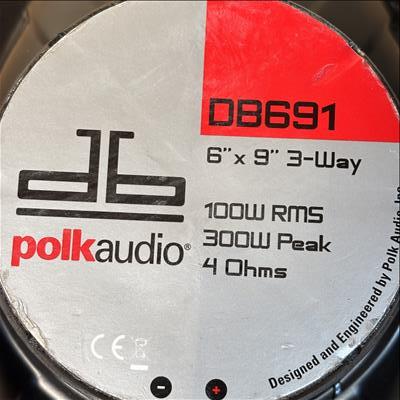 DB691
6" x 9" 3-Way
db
polkaudio®
100W RMS
300W Peak
4 Ohms
Designed and Engineered by Polk Audio, Inc.
CE
- +